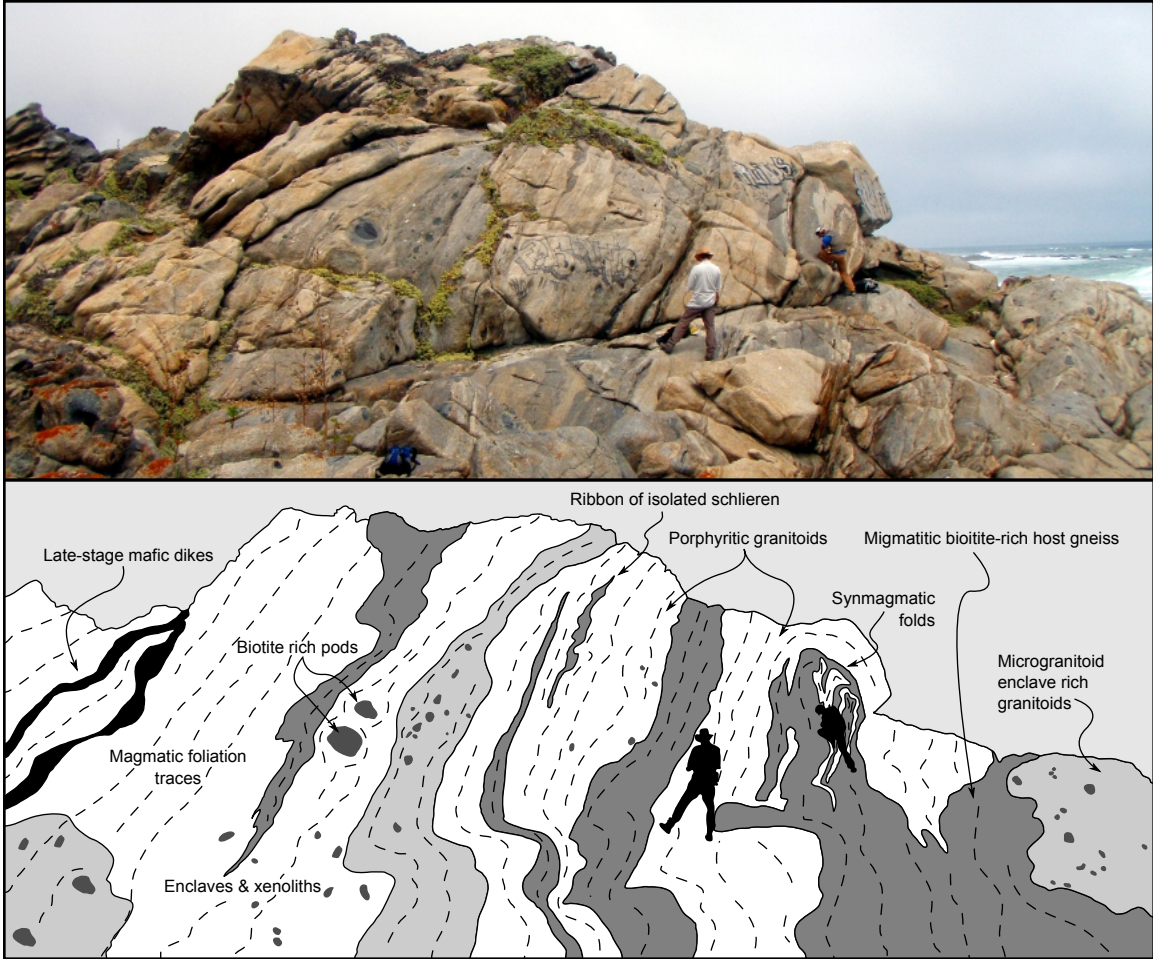 Ribbon of isolated schlieren
Late-stage mafic dikes
Porphyritic granitoids
Migmatitic bioitite-rich host gneiss
Synmagmatic
folds
Biotite rich pods
Microgranitoid
enclave rich
granitoids
Magmatic foliation
traces
Enclaves & xenoliths